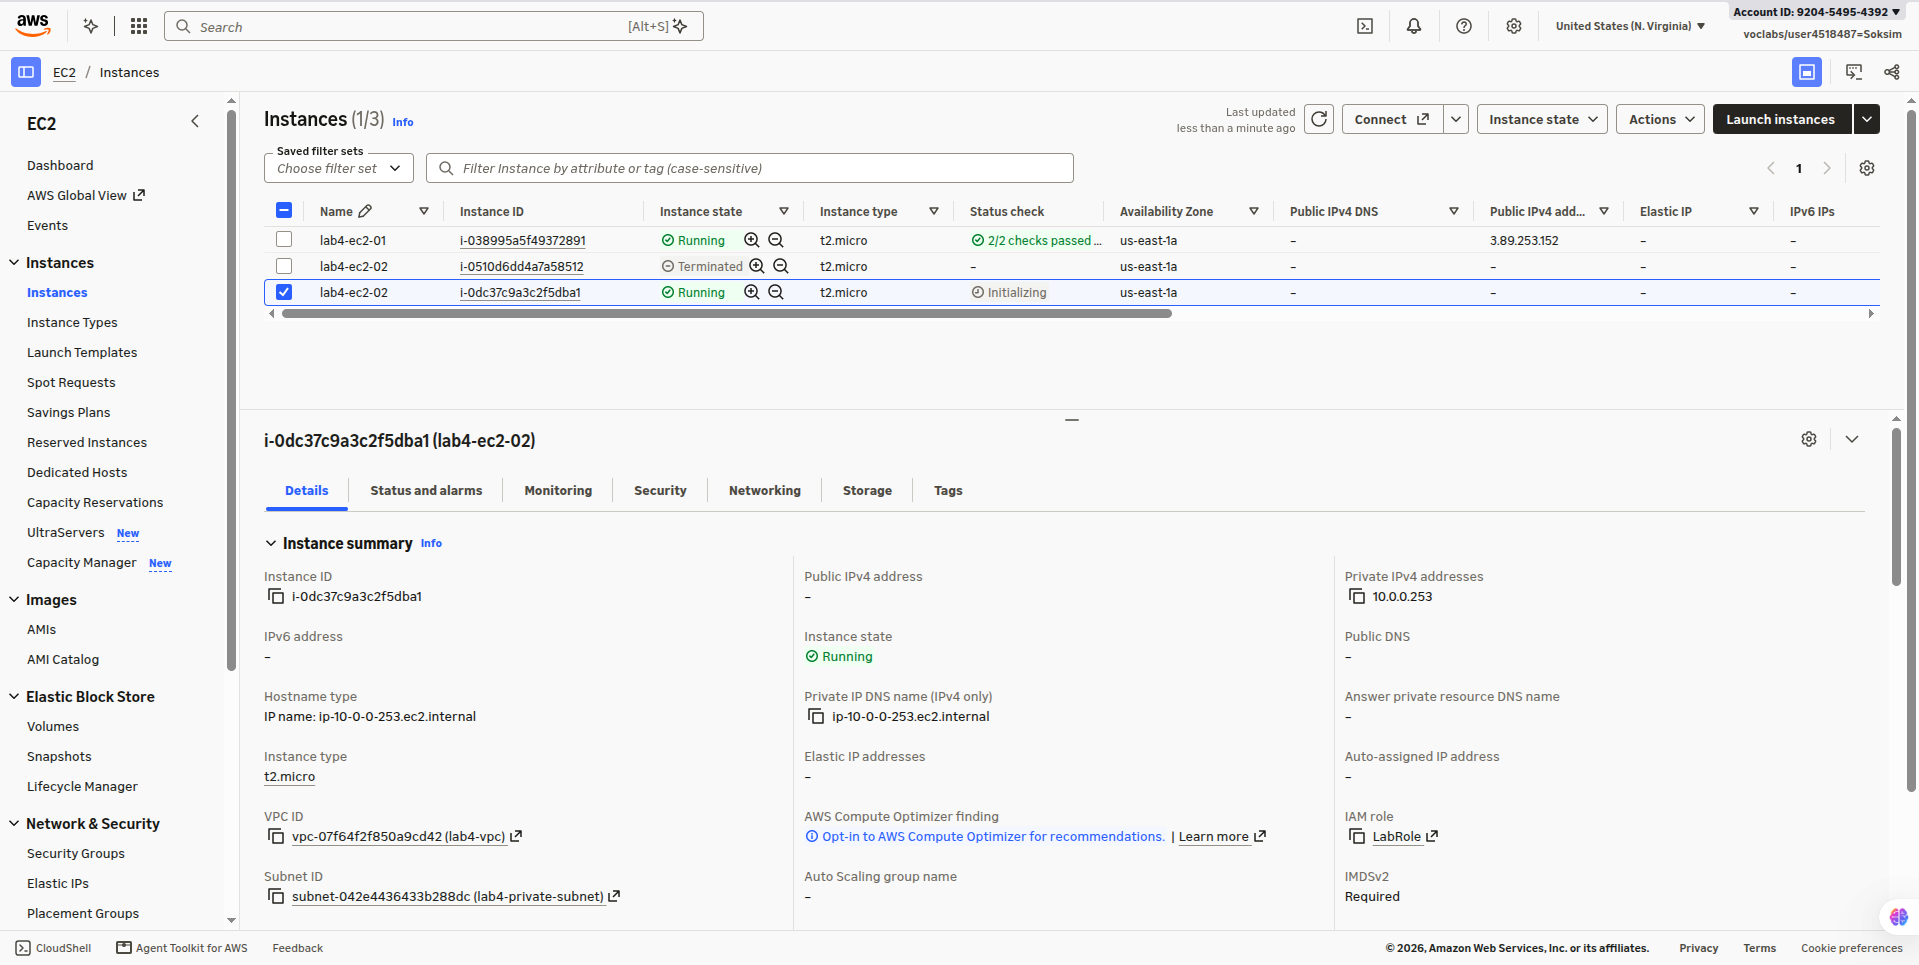 aws
Search
[Alt+S]
United States (N. Virginia)
Account ID: 9204-5495-4392
voclabs/user4518487=Soksim
EC2 / Instances
EC2
Dashboard
AWS Global View
Events
Instances
Instances
Instance Types
Launch Templates
Spot Requests
Savings Plans
Reserved Instances
Dedicated Hosts
Capacity Reservations
UltraServers New
Capacity Manager New
Images
AMIs
AMI Catalog
Elastic Block Store
Volumes
Snapshots
Lifecycle Manager
Network & Security
Security Groups
Elastic IPs
Placement Groups
Instances (1/3) Info
Last updated
less than a minute ago
Connect
Instance state
Actions
Launch instances
Saved filter sets
Choose filter set
Filter Instance by attribute or tag (case-sensitive)
1
Name Instance ID Instance state Instance type Status check Availability Zone Public IPv4 DNS Public IPv4 add... Elastic IP IPv6 IPs
lab4-ec2-01 i-038995a5f49372891 Running t2.micro 2/2 checks passed ... us-east-1a – 3.89.253.152 – –
lab4-ec2-02 i-0510d6dd4a7a58512 Terminated t2.micro – us-east-1a – – – –
lab4-ec2-02 i-0dc37c9a3c2f5dba1 Running t2.micro Initializing us-east-1a – – – –
i-0dc37c9a3c2f5dba1 (lab4-ec2-02)
Details Status and alarms Monitoring Security Networking Storage Tags
Instance summary Info
Instance ID
i-0dc37c9a3c2f5dba1
Public IPv4 address
–
Private IPv4 addresses
10.0.0.253
IPv6 address
–
Instance state
Running
Public DNS
–
Hostname type
IP name: ip-10-0-0-253.ec2.internal
Private IP DNS name (IPv4 only)
ip-10-0-0-253.ec2.internal
Answer private resource DNS name
–
Instance type
t2.micro
Elastic IP addresses
–
Auto-assigned IP address
–
VPC ID
vpc-07f64f2f850a9cd42 (lab4-vpc)
AWS Compute Optimizer finding
Opt-in to AWS Compute Optimizer for recommendations. | Learn more
IAM role
LabRole
Subnet ID
subnet-042e4436433b288dc (lab4-private-subnet)
Auto Scaling group name
–
IMDSv2
Required
CloudShell
Agent Toolkit for AWS
Feedback
© 2026, Amazon Web Services, Inc. or its affiliates.
Privacy
Terms
Cookie preferences